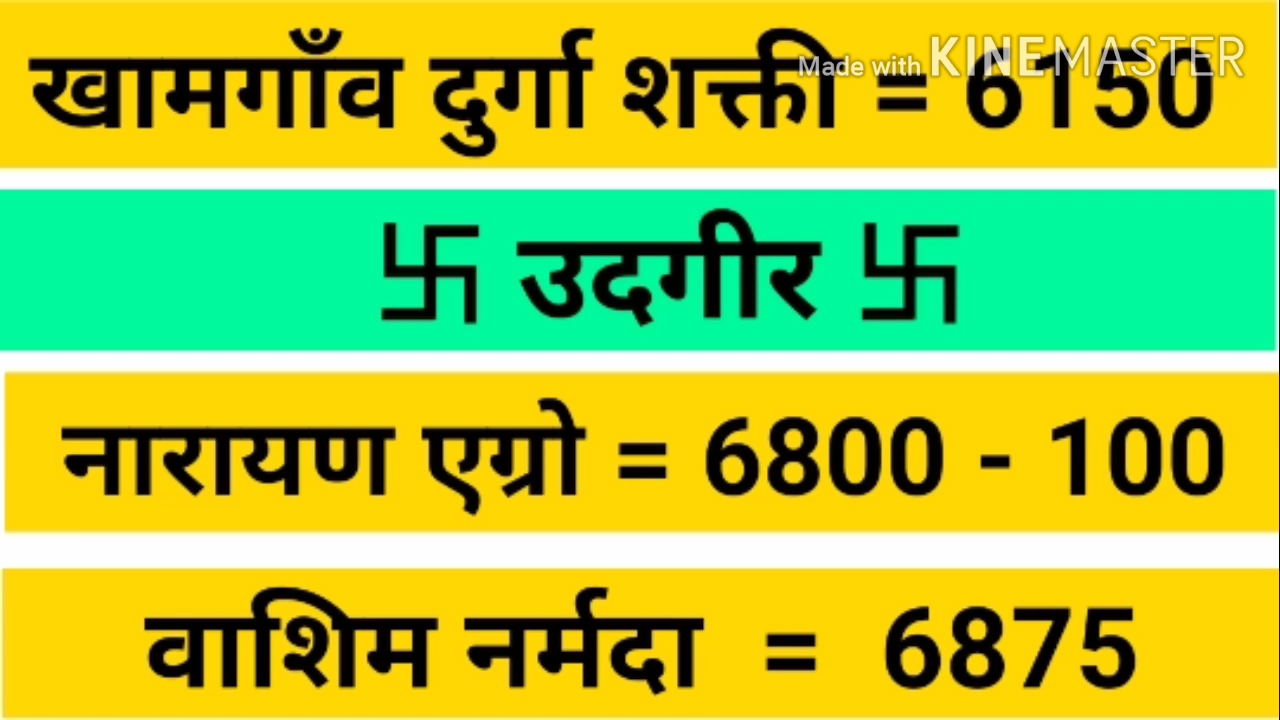 खामगाँव दुर्गा शक्ती = 6150
Made with KINEMASTER
卐 उदगीर 卐
नारायण एग्रो = 6800 - 100
वाशिम नर्मदा = 6875